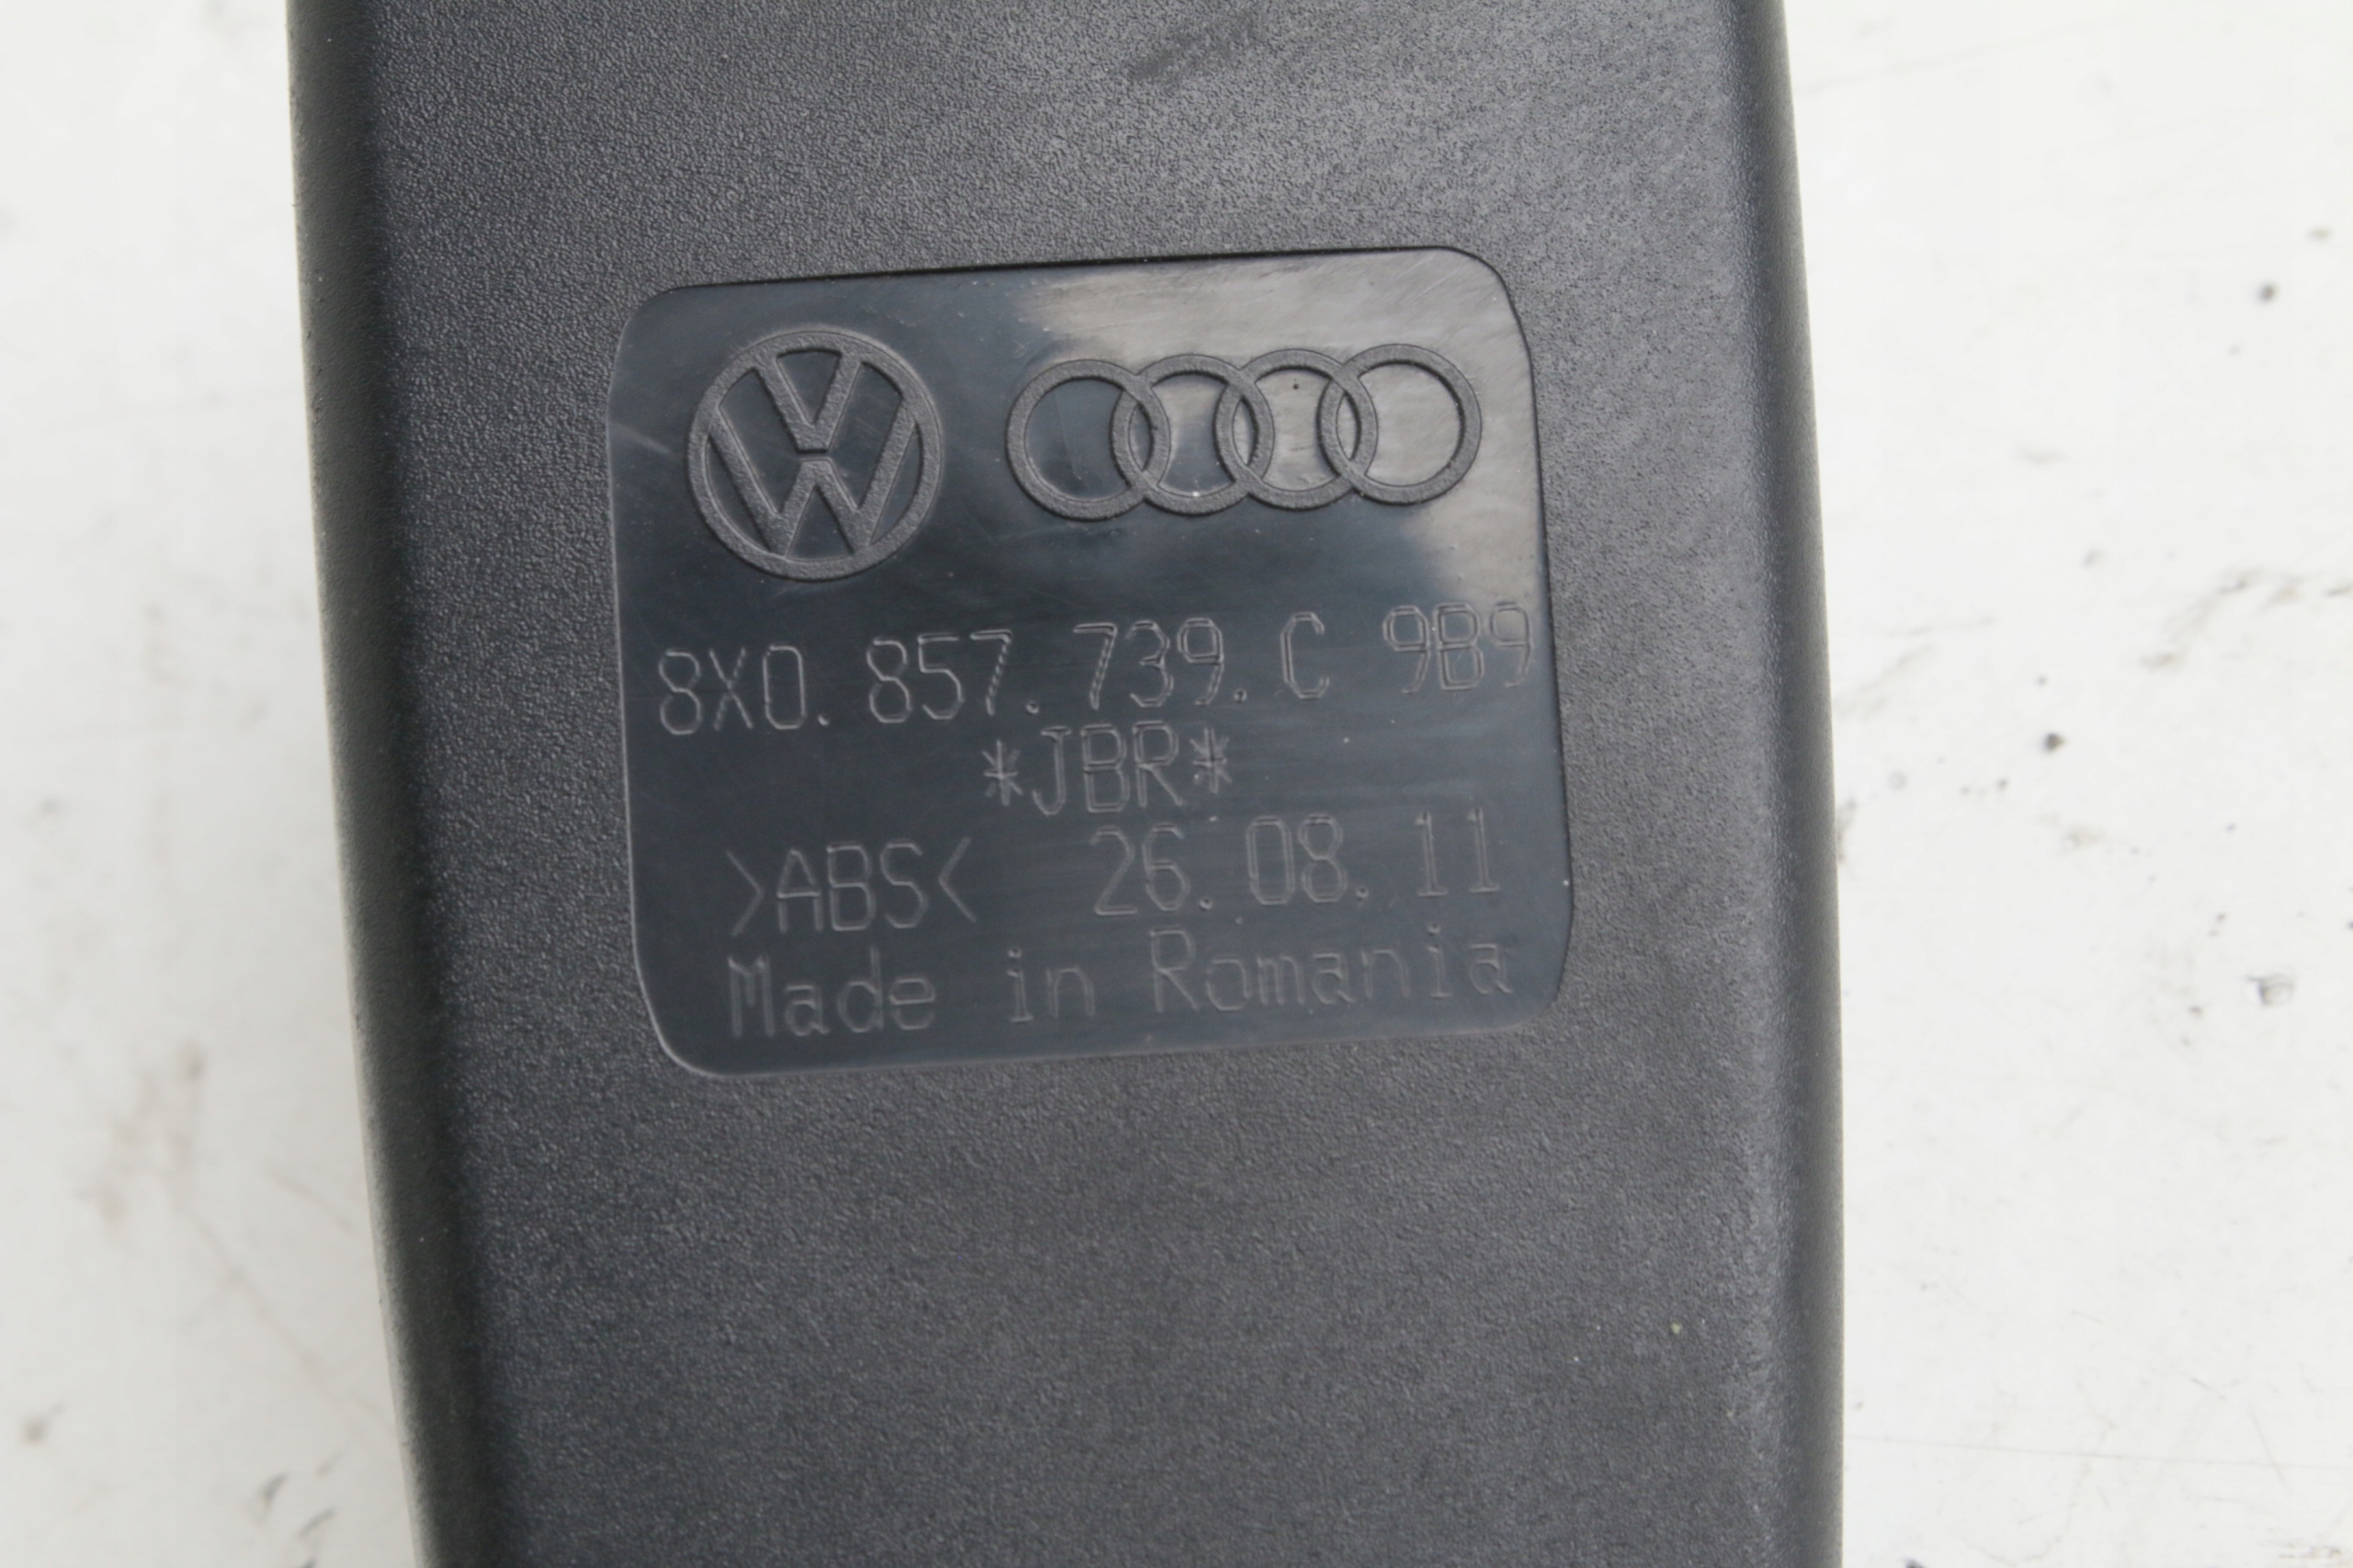 8X0.857.739.C 9B9
*JBR*
>ABS< 26.08.11
Made in Romania